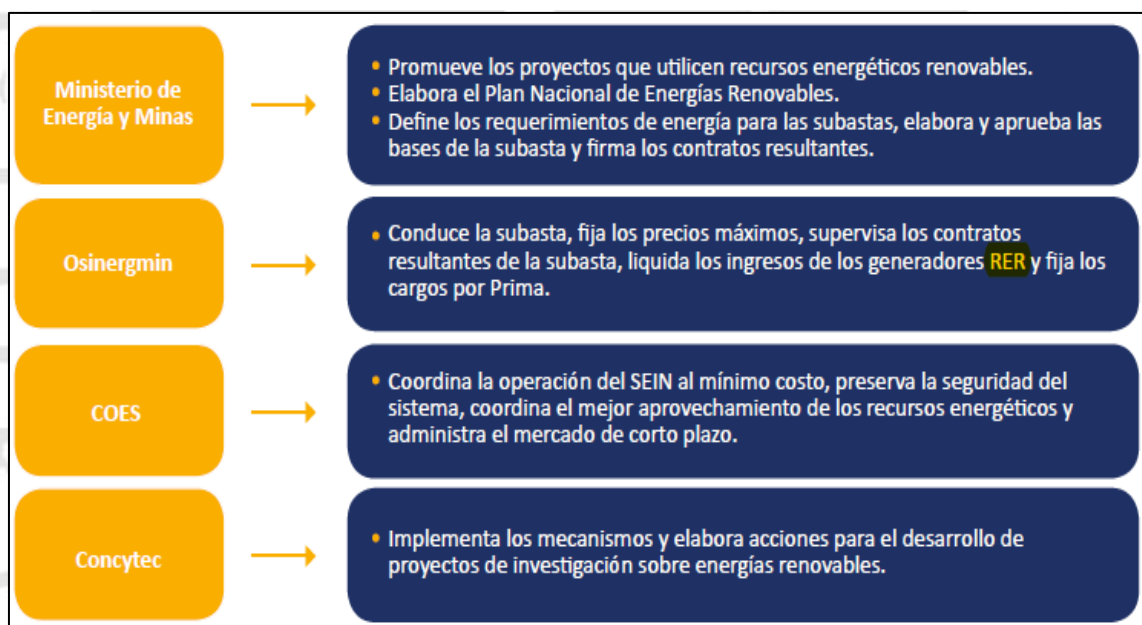 Ministerio de
Energía y Minas
• Promueve los proyectos que utilicen recursos energéticos renovables.
• Elabora el Plan Nacional de Energías Renovables.
• Define los requerimientos de energía para las subastas, elabora y aprueba las
bases de la subasta y firma los contratos resultantes.
Osinergmin
• Conduce la subasta, fija los precios máximos, supervisa los contratos
resultantes de la subasta, liquida los ingresos de los generadores RER y fija los
cargos por Prima.
COES
• Coordina la operación del SEIN al mínimo costo, preserva la seguridad del
sistema, coordina el mejor aprovechamiento de los recursos energéticos y
administra el mercado de corto plazo.
Concytec
• Implementa los mecanismos y elabora acciones para el desarrollo de
proyectos de investigación sobre energías renovables.